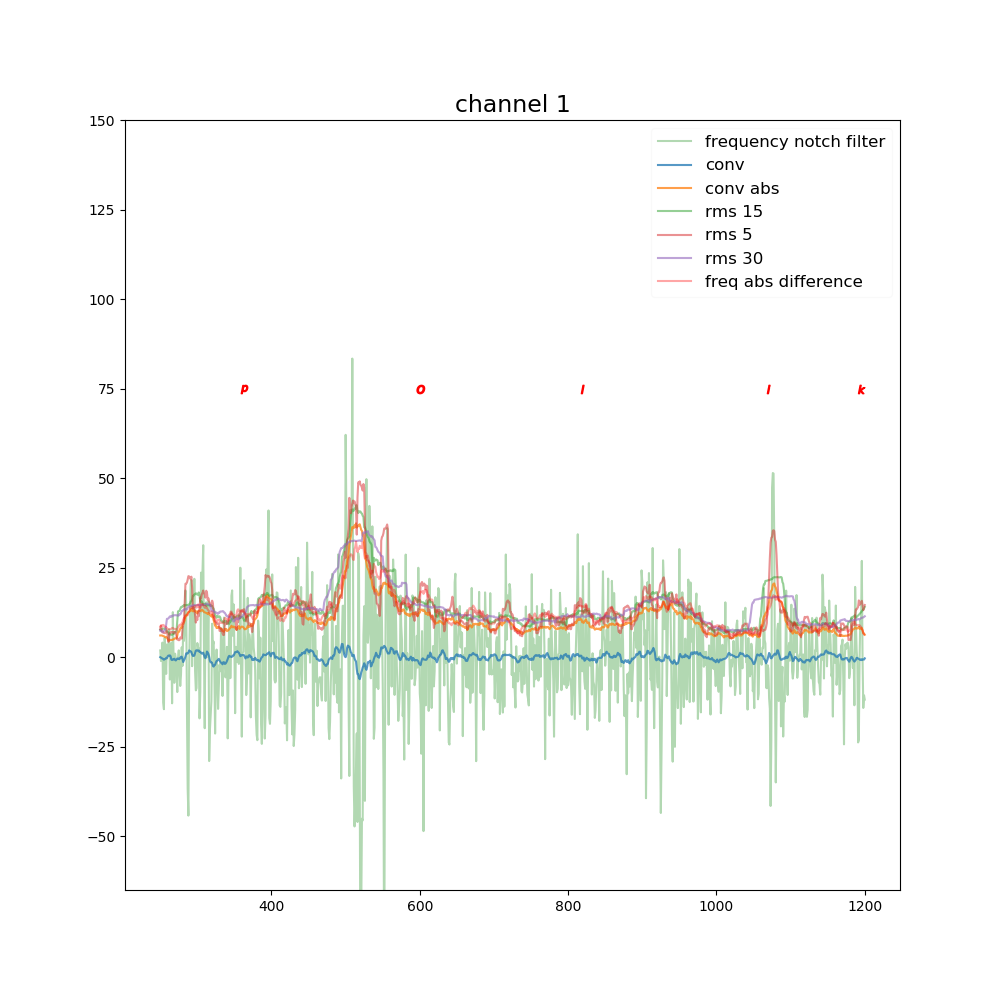 channel 1
150
125
100
75
50
25
0
−25
−50
frequency notch filter
conv
conv abs
rms 15
rms 5
rms 30
freq abs difference
p o l l k
400 600 800 1000 1200